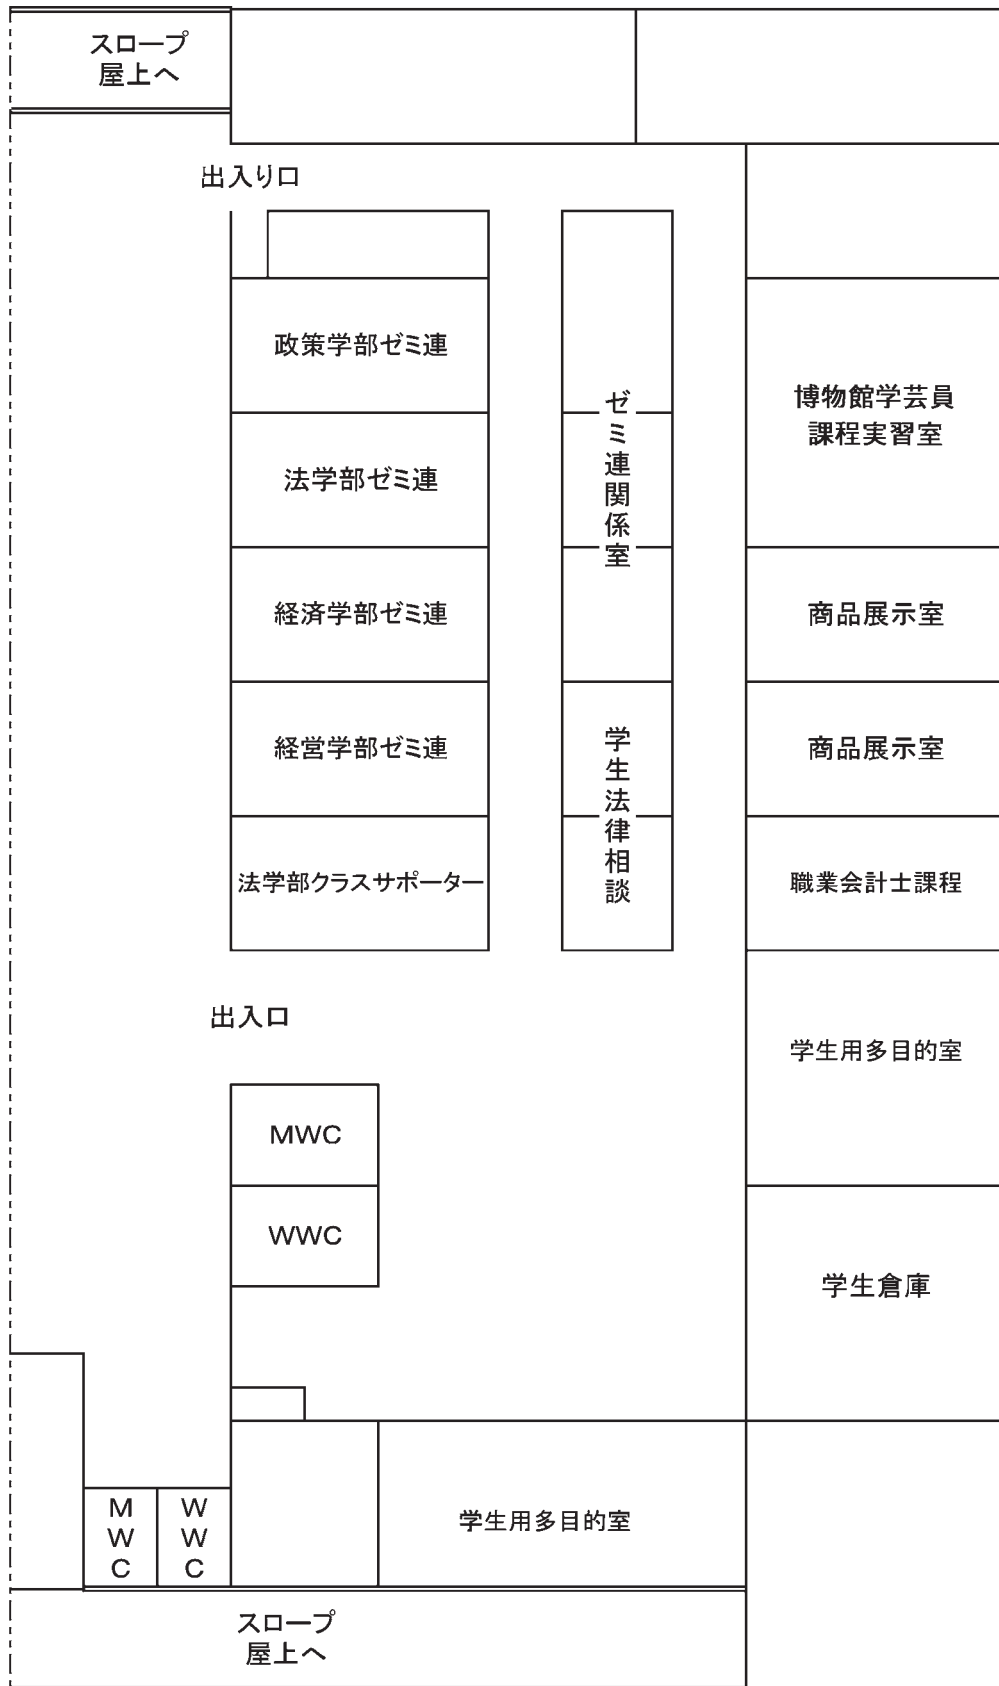 スロープ
屋上へ
出入り口
政策学部ゼミ連
法学部ゼミ連
経済学部ゼミ連
経営学部ゼミ連
法学部クラスサポーター
ゼミ連関係室
学生法律相談
博物館学芸員
課程実習室
商品展示室
商品展示室
職業会計士課程
出入口
学生用多目的室
MWC
WWC
学生倉庫
MWC
WWC
学生用多目的室
スロープ
屋上へ